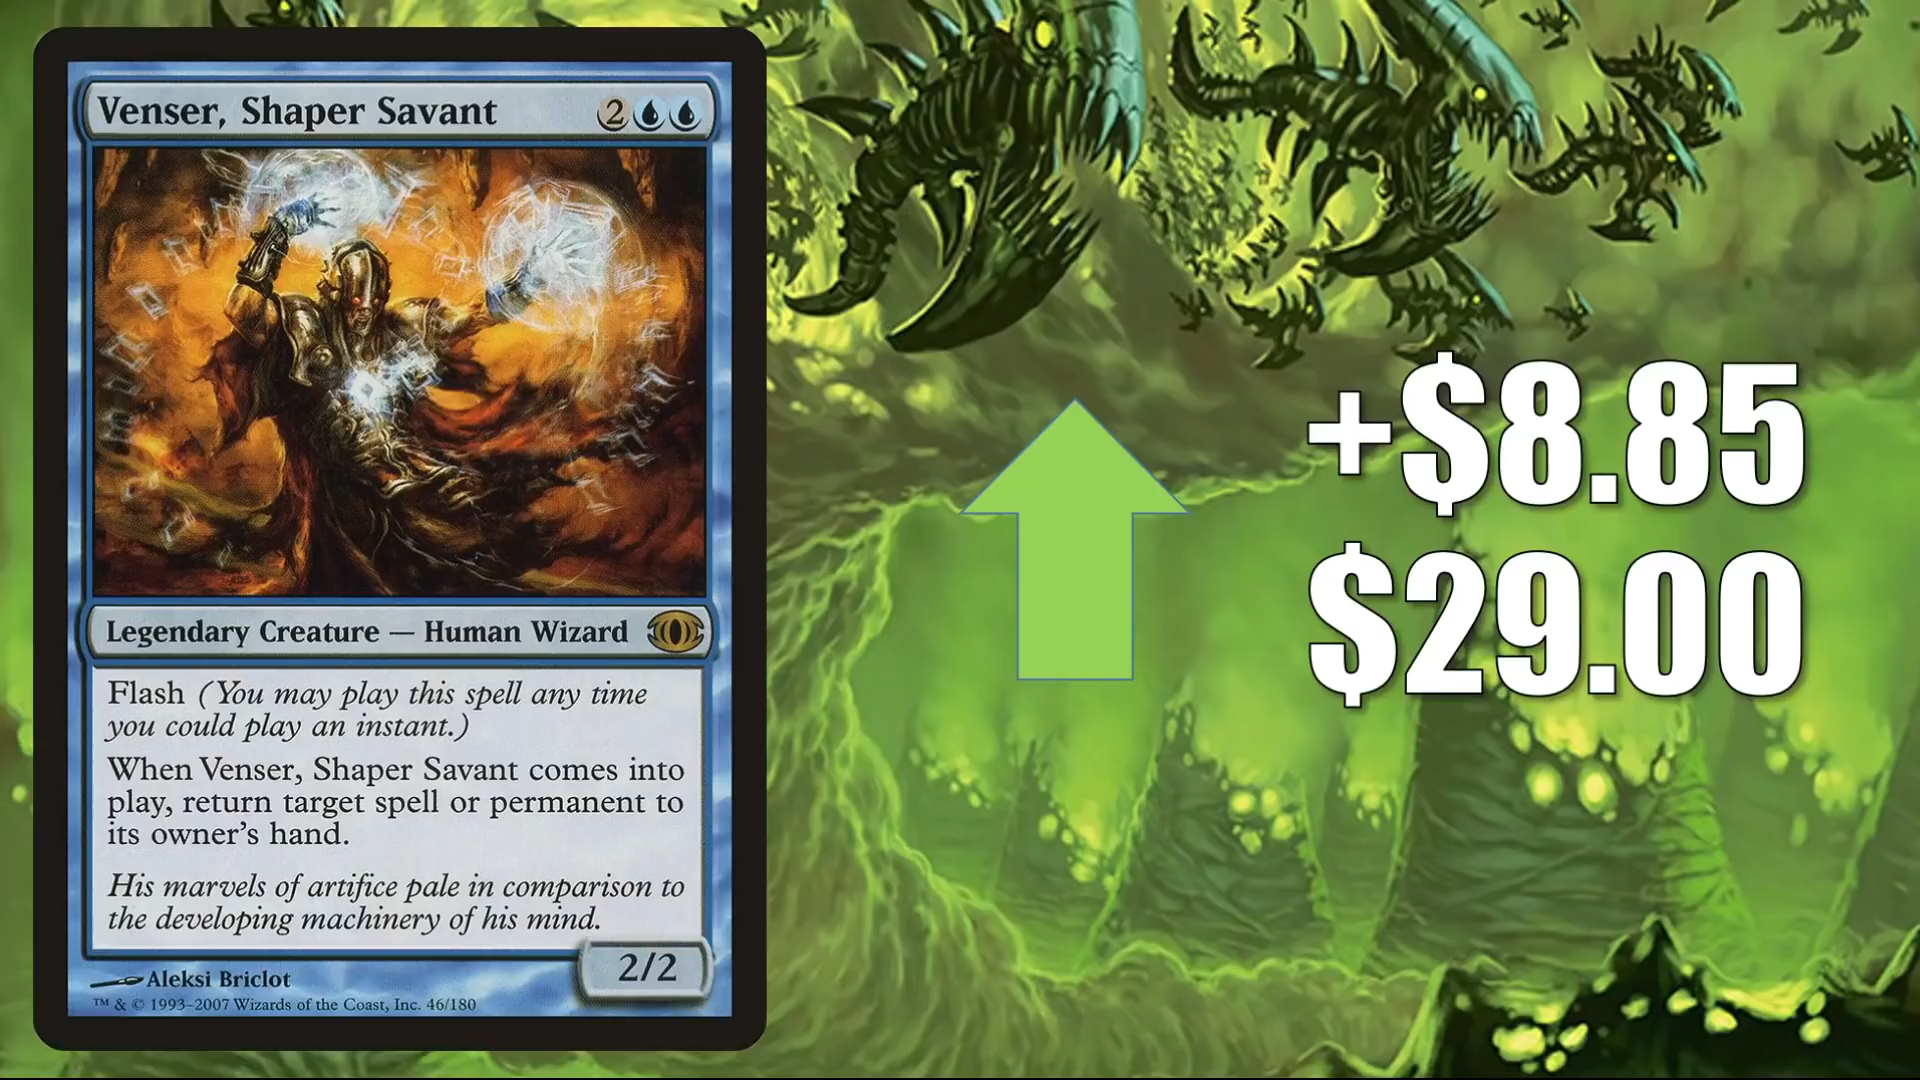 Venser, Shaper Savant 2
Legendary Creature — Human Wizard
Flash (You may play this spell any time
you could play an instant.)
When Venser, Shaper Savant comes into
play, return target spell or permanent to
its owner's hand.
His marvels of artifice pale in comparison to
the developing machinery of his mind.
2/2
Aleksi Briclot
™ & © 1993–2007 Wizards of the Coast, Inc. 46/180
+$8.85
$29.00